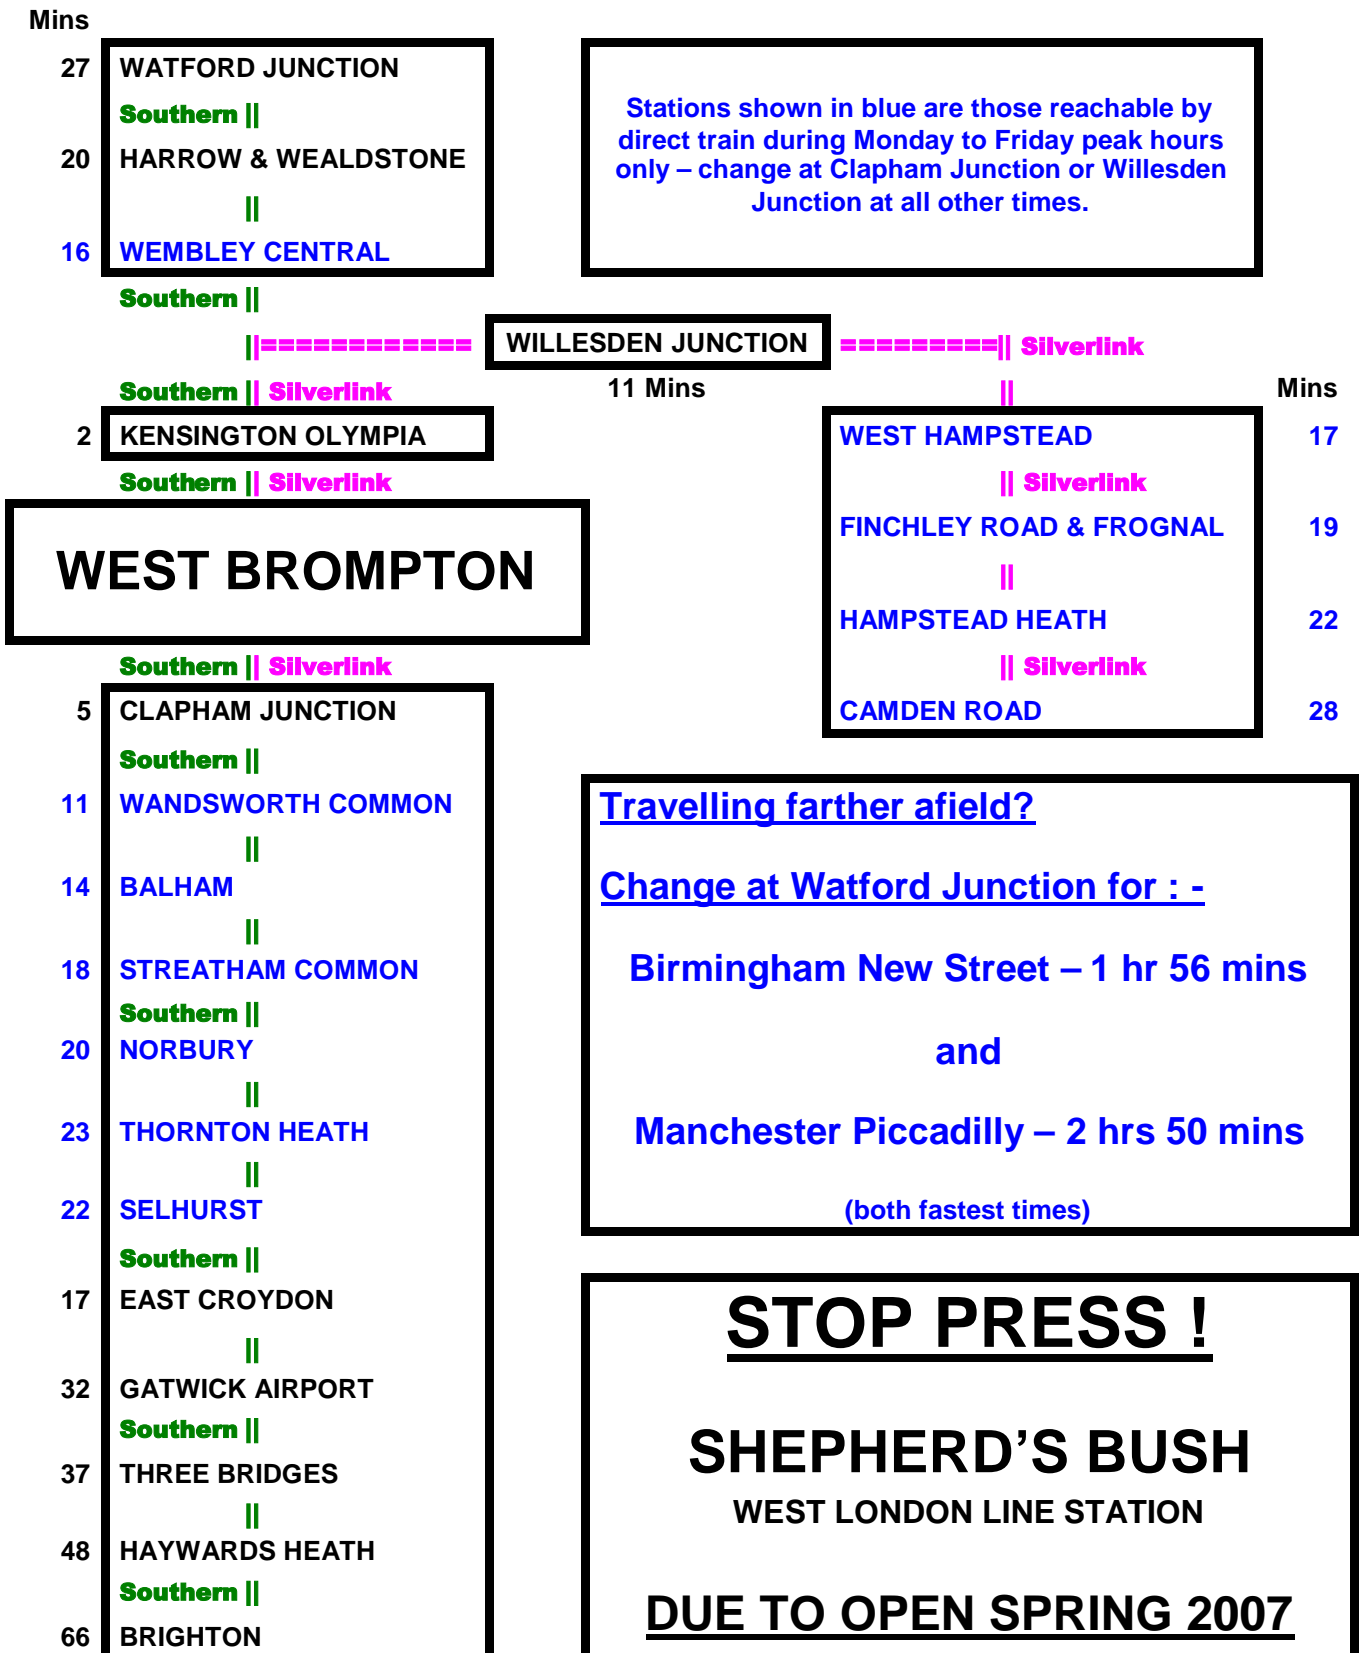 Mins
27 WATFORD JUNCTION
Southern ||
20 HARROW & WEALDSTONE
||
16 WEMBLEY CENTRAL
Southern ||
Stations shown in blue are those reachable by
direct train during Monday to Friday peak hours
only – change at Clapham Junction or Willesden
Junction at all other times.
||============ WILLESDEN JUNCTION =========|| Silverlink
Southern || Silverlink 11 Mins || Mins
2 KENSINGTON OLYMPIA
Southern || Silverlink
WEST BROMPTON
Southern || Silverlink
WEST HAMPSTEAD 17
|| Silverlink
FINCHLEY ROAD & FROGNAL 19
||
HAMPSTEAD HEATH 22
|| Silverlink
CAMDEN ROAD 28
5 CLAPHAM JUNCTION
Southern ||
11 WANDSWORTH COMMON
||
14 BALHAM
||
18 STREATHAM COMMON
Southern ||
20 NORBURY
||
23 THORNTON HEATH
||
22 SELHURST
Southern ||
17 EAST CROYDON
||
32 GATWICK AIRPORT
Southern ||
37 THREE BRIDGES
||
48 HAYWARDS HEATH
Southern ||
66 BRIGHTON
Travelling farther afield?
Change at Watford Junction for : -
Birmingham New Street – 1 hr 56 mins
and
Manchester Piccadilly – 2 hrs 50 mins
(both fastest times)
STOP PRESS !
SHEPHERD’S BUSH
WEST LONDON LINE STATION
DUE TO OPEN SPRING 2007